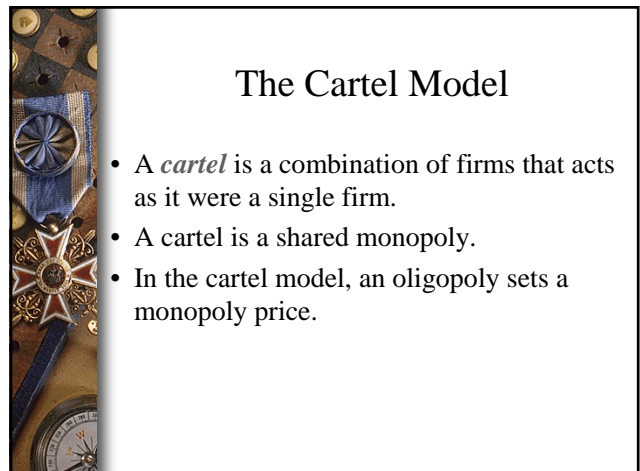 The Cartel Model
• A cartel is a combination of firms that acts
as it were a single firm.
• A cartel is a shared monopoly.
• In the cartel model, an oligopoly sets a
monopoly price.